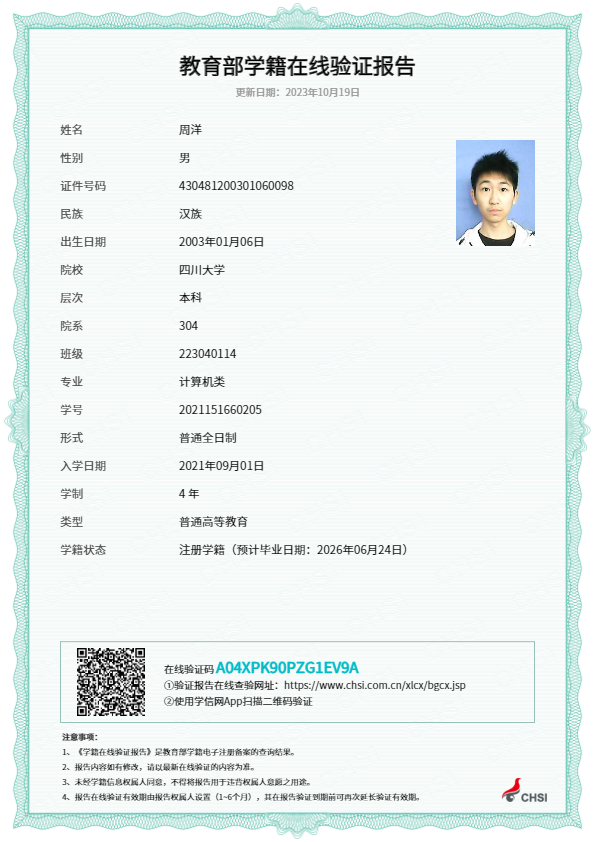 教育部学籍在线验证报告
更新日期：2023年10月19日
姓名 周洋
性别 男
证件号码 430481200301060098
民族 汉族
出生日期 2003年01月06日
院校 四川大学
层次 本科
院系 304
班级 223040114
专业 计算机类
学号 2021151660205
形式 普通全日制
入学日期 2021年09月01日
学制 4 年
类型 普通高等教育
学籍状态 注册学籍（预计毕业日期：2026年06月24日）
在线验证码 A04XPK90PZG1EV9A
①验证报告在线查验网址：https://www.chsi.com.cn/xlcx/bgcx.jsp
②使用学信网App扫描二维码验证
注意事项：
1、《学籍在线验证报告》是教育部学籍电子注册备案的查询结果。
2、报告内容如有修改，请以最新在线验证的内容为准。
3、未经学籍信息权属人同意，不得将报告用于违背权属人意愿之用途。
4、报告在线验证有效期由报告权属人设置（1~6个月），其在报告验证到期前可再次延长验证有效期。
CHSI